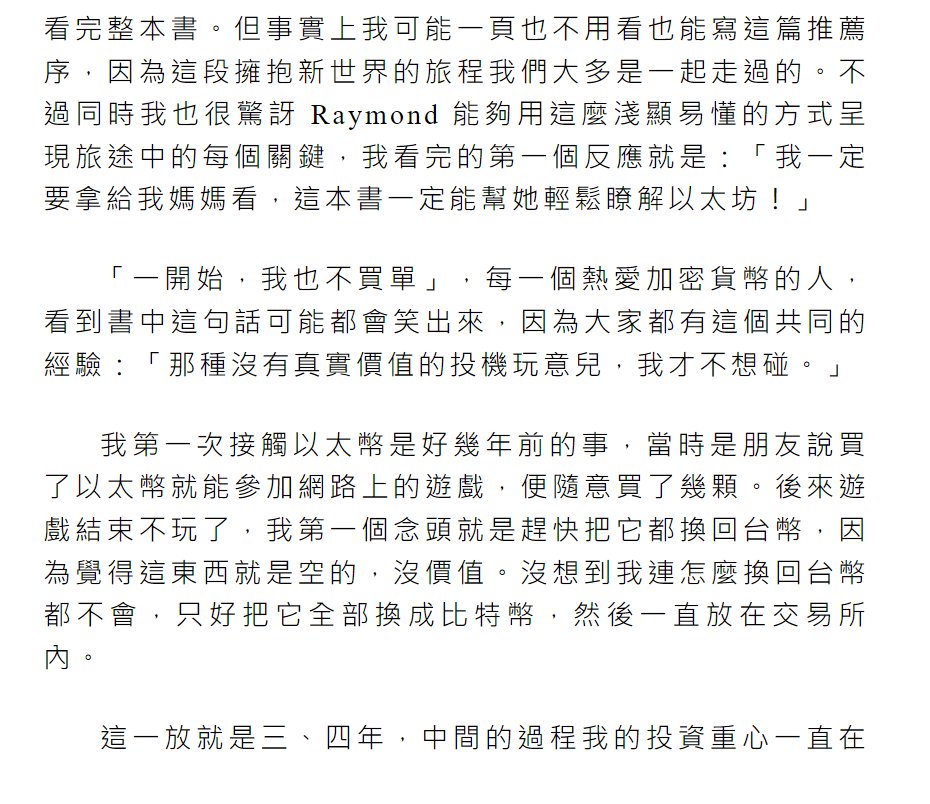 看完整本書。但事實上我可能一頁也不用看也能寫這篇推薦
序，因為這段擁抱新世界的旅程我們大多是一起走過的。不
過同時我也很驚訝 Raymond 能夠用這麼淺顯易懂的方式呈
現旅途中的每個關鍵，我看完的第一個反應就是：「我一定
要拿給我媽媽看，這本書一定能幫她輕鬆瞭解以太坊！」
「一開始，我也不買單」，每一個熱愛加密貨幣的人，
看到書中這句話可能都會笑出來，因為大家都有這個共同的
經驗：「那種沒有真實價值的投機玩意兒，我才不想碰。」
我第一次接觸以太幣是好幾年前的事，當時是朋友說買
了以太幣就能參加網路上的遊戲，便隨意買了幾顆。後來遊
戲結束不玩了，我第一個念頭就是趕快把它都換回台幣，因
為覺得這東西就是空的，沒價值。沒想到我連怎麼換回台幣
都不會，只好把它全部換成比特幣，然後一直放在交易所
內。
這一放就是三、四年，中間的過程我的投資重心一直在